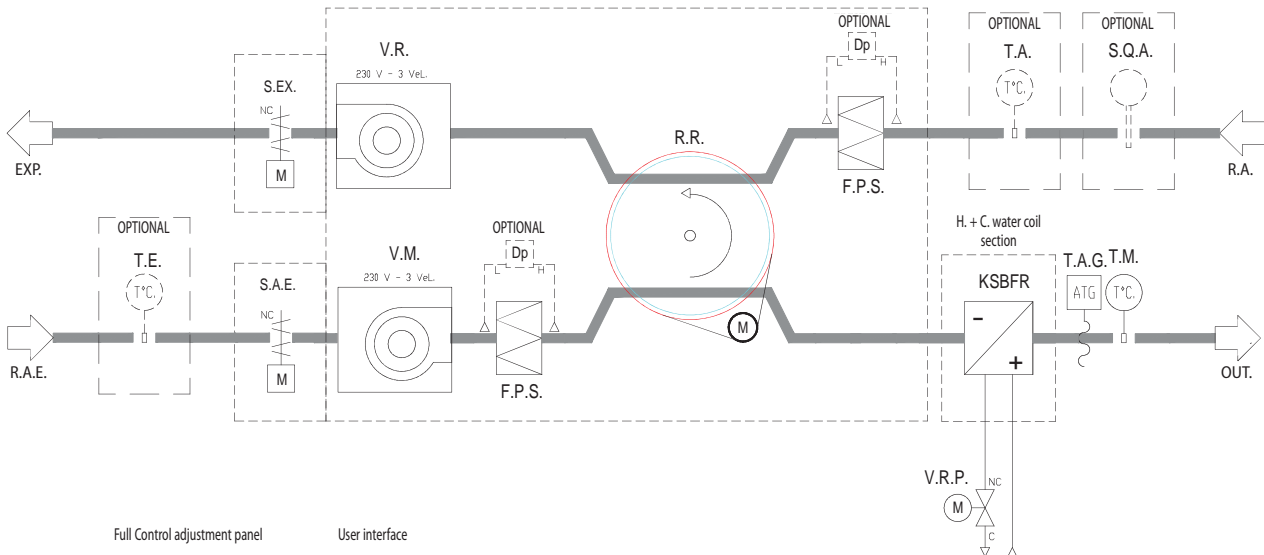 OPTIONAL
Dp
L H
OPTIONAL
T.A.
T°C.
OPTIONAL
S.Q.A.
V.R.
230 V - 3 VeL.
S.EX.
NC
M
EXP.
R.R.
F.P.S.
R.A.
OPTIONAL
T.E.
T°C.
R.A.E.
S.A.E.
NC
M
V.M.
230 V - 3 VeL.
OPTIONAL
Dp
L H
F.P.S.
M
H. + C. water coil
section
KSBFR
-
+
T.A.G.
ATG
T.M.
T°C.
OUT.
V.R.P.
M
NC
C
Full Control adjustment panel
User interface